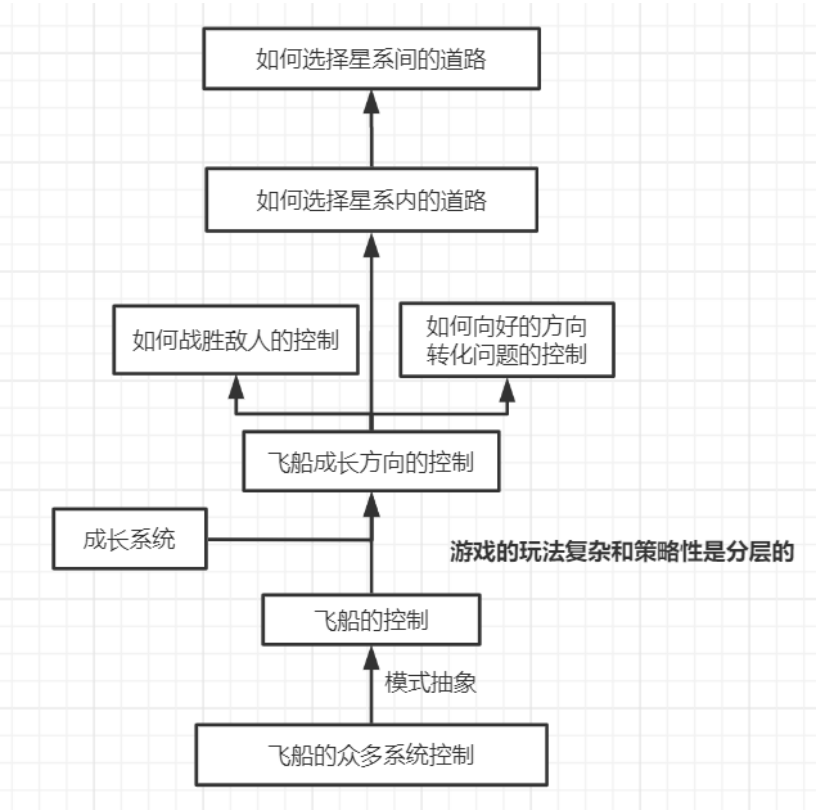 如何选择星系间的道路
如何选择星系内的道路
如何战胜敌人的控制
如何向好的方向
转化问题的控制
飞船成长方向的控制
成长系统
游戏的玩法复杂和策略性是分层的
飞船的控制
模式抽象
飞船的众多系统控制